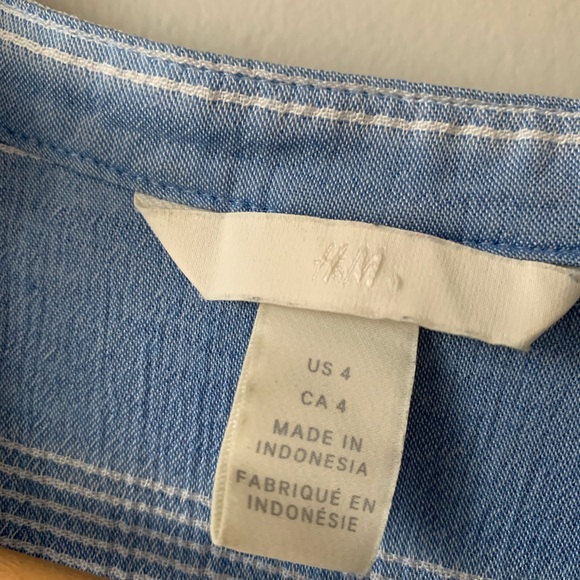 H&M
US 4
CA 4
MADE IN
INDONESIA
FABRIQUÉ EN
INDONÉSIE